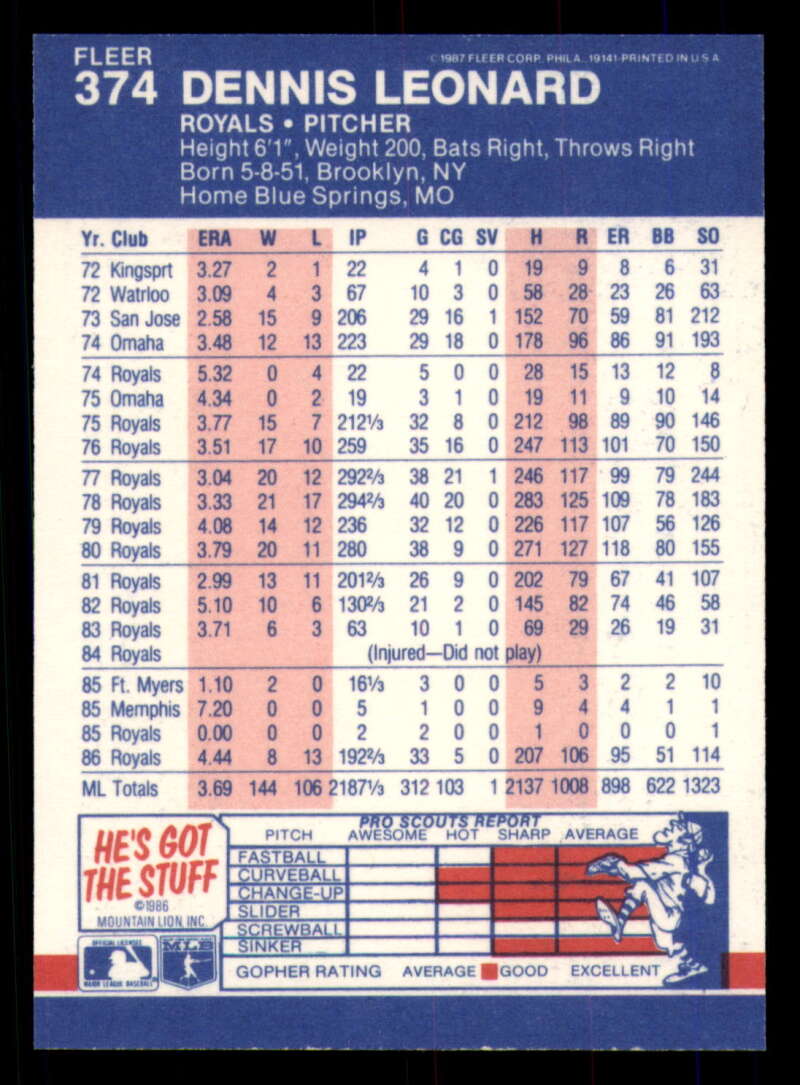 FLEER
© 1987 FLEER CORP. PHILA., 19141-PRINTED IN U S A
374 DENNIS LEONARD
ROYALS • PITCHER
Height 6'1", Weight 200, Bats Right, Throws Right
Born 5-8-51, Brooklyn, NY
Home Blue Springs, MO
Yr. Club ERA W L IP G CG SV H R ER BB SO
72 Kingsprt 3.27 2 1 22 4 1 0 19 9 8 6 31
72 Watrloo 3.09 4 3 67 10 3 0 58 28 23 26 63
73 San Jose 2.58 15 9 206 29 16 1 152 70 59 81 212
74 Omaha 3.48 12 13 223 29 18 0 178 96 86 91 193
74 Royals 5.32 0 4 22 5 0 0 28 15 13 12 8
75 Omaha 4.34 0 2 19 3 1 0 19 11 9 10 14
75 Royals 3.77 15 7 212⅓ 32 8 0 212 98 89 90 146
76 Royals 3.51 17 10 259 35 16 0 247 113 101 70 150
77 Royals 3.04 20 12 292⅔ 38 21 1 246 117 99 79 244
78 Royals 3.33 21 17 294⅔ 40 20 0 283 125 109 78 183
79 Royals 4.08 14 12 236 32 12 0 226 117 107 56 126
80 Royals 3.79 20 11 280 38 9 0 271 127 118 80 155
81 Royals 2.99 13 11 201⅔ 26 9 0 202 79 67 41 107
82 Royals 5.10 10 6 130⅔ 21 2 0 145 82 74 46 58
83 Royals 3.71 6 3 63 10 1 0 69 29 26 19 31
84 Royals (Injured—Did not play)
85 Ft. Myers 1.10 2 0 16⅓ 3 0 0 5 3 2 2 10
85 Memphis 7.20 0 0 5 1 0 0 9 4 4 1 1
85 Royals 0.00 0 0 2 2 0 0 1 0 0 0 1
86 Royals 4.44 8 13 192⅔ 33 5 0 207 106 95 51 114
ML Totals 3.69 144 106 2187⅓ 312 103 1 2137 1008 898 622 1323
HE'S GOT
THE STUFF
©1986
MOUNTAIN LION INC.
PRO SCOUTS REPORT
PITCH AWESOME HOT SHARP AVERAGE
FASTBALL
CURVEBALL
CHANGE-UP
SLIDER
SCREWBALL
SINKER
GOPHER RATING AVERAGE GOOD EXCELLENT
OFFICIAL LICENSEE
MAJOR LEAGUE BASEBALL
MLB